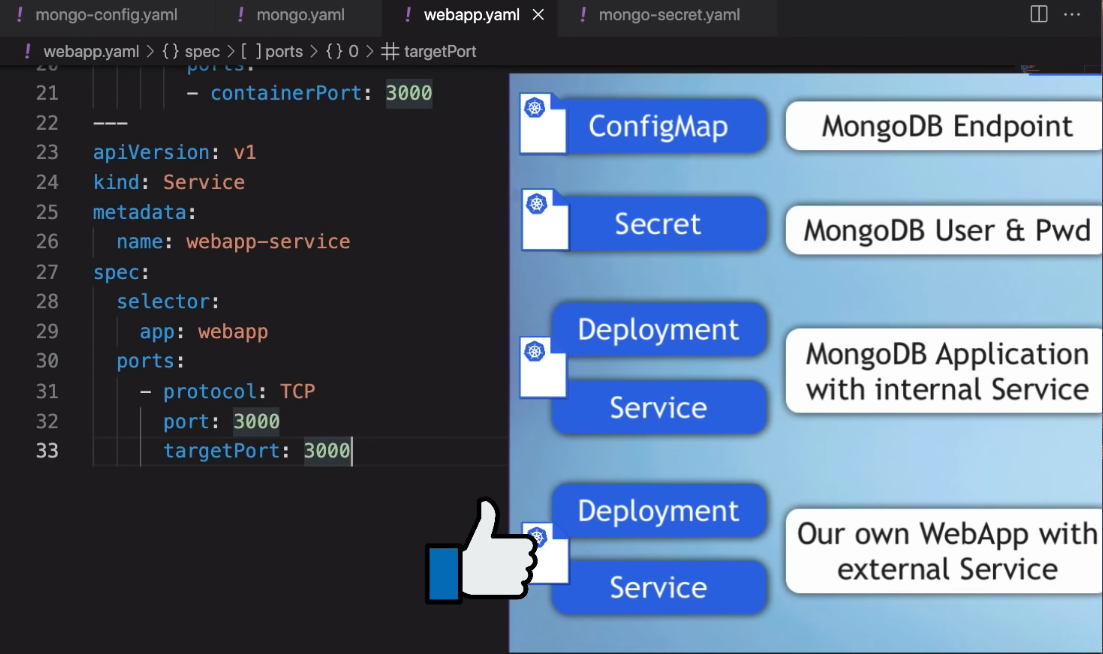 ! mongo-config.yaml
! mongo.yaml
! webapp.yaml ×
! mongo-secret.yaml
···
! webapp.yaml > {} spec > [ ] ports > {} 0 > # targetPort
20 ports:
21 - containerPort: 3000
22 ---
23 apiVersion: v1
24 kind: Service
25 metadata:
26 name: webapp-service
27 spec:
28 selector:
29 app: webapp
30 ports:
31 - protocol: TCP
32 port: 3000
33 targetPort: 3000
ConfigMap
MongoDB Endpoint
Secret
MongoDB User & Pwd
Deployment
Service
MongoDB Application
with internal Service
Deployment
Service
Our own WebApp with
external Service